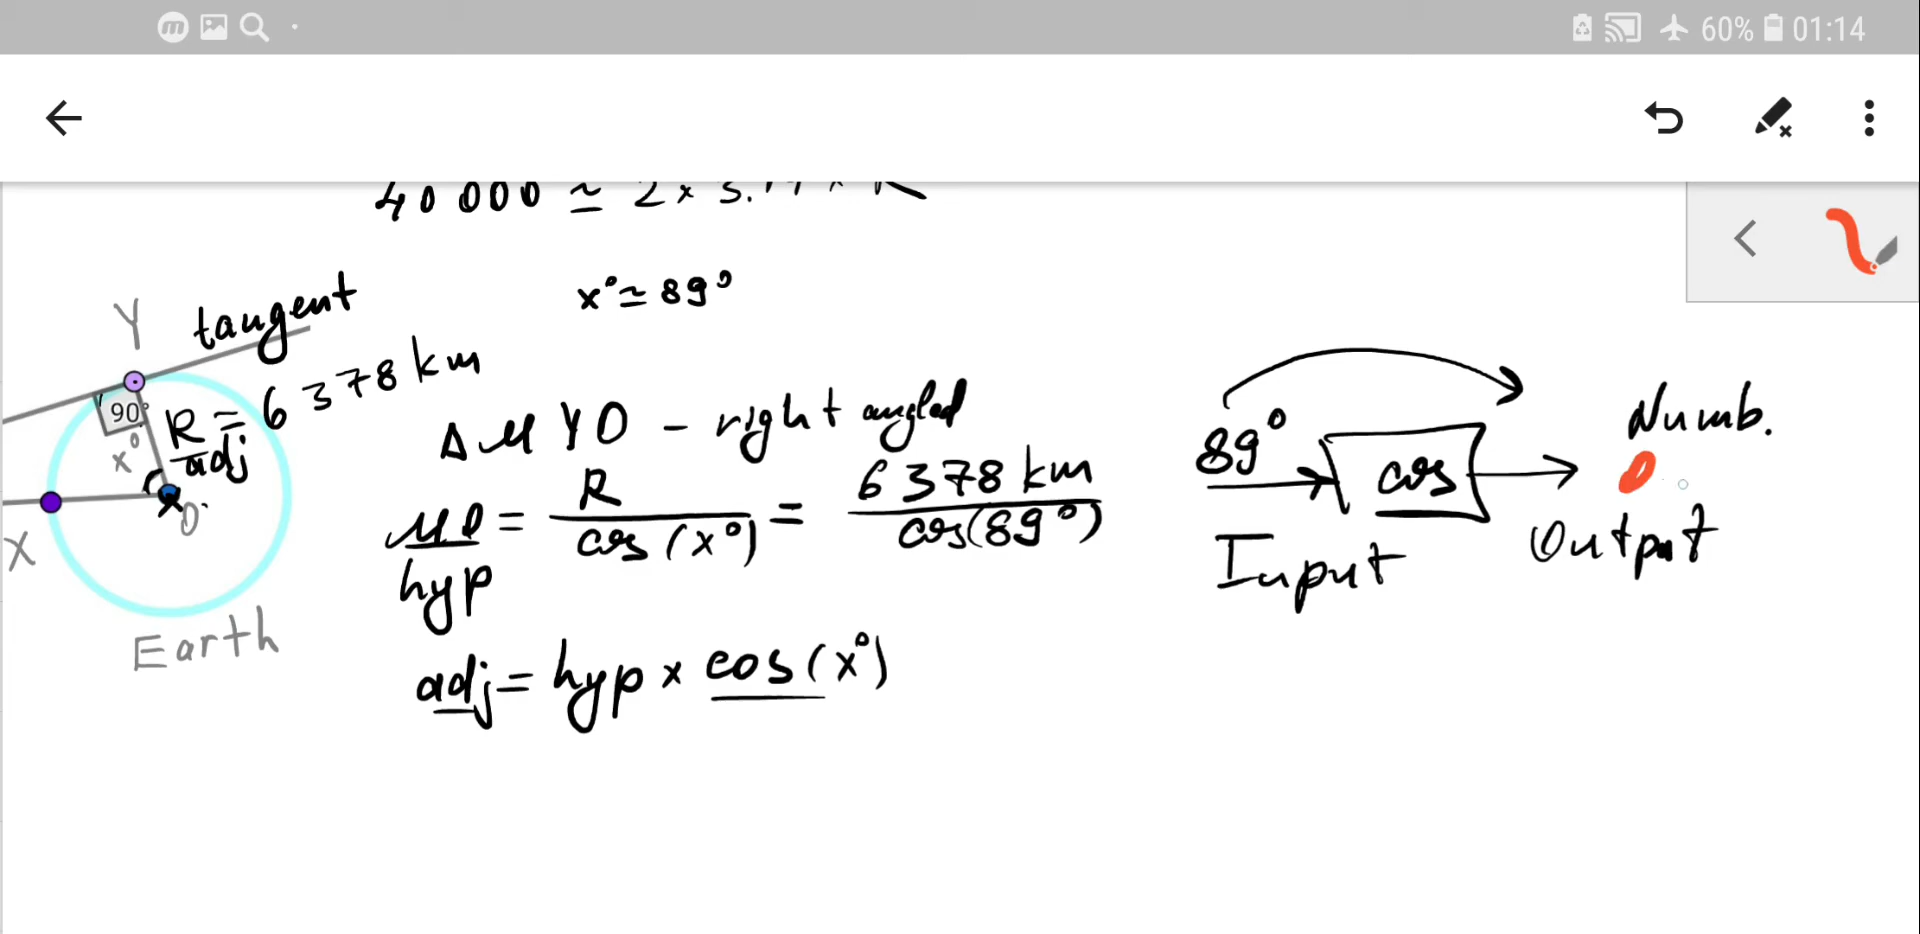 60% 01:14
40 000 ≃ 2 × 3.14 × R
x° ≃ 89°
Y tangent
R = 6 378 km
adj
90°
x°
O
X
Earth
Δ M Y O - right angled
MO = R / cos (x°) = 6 378 km / cos(89°)
hyp
adj = hyp × cos (x°)
89° cos Numb.
0
Input Output